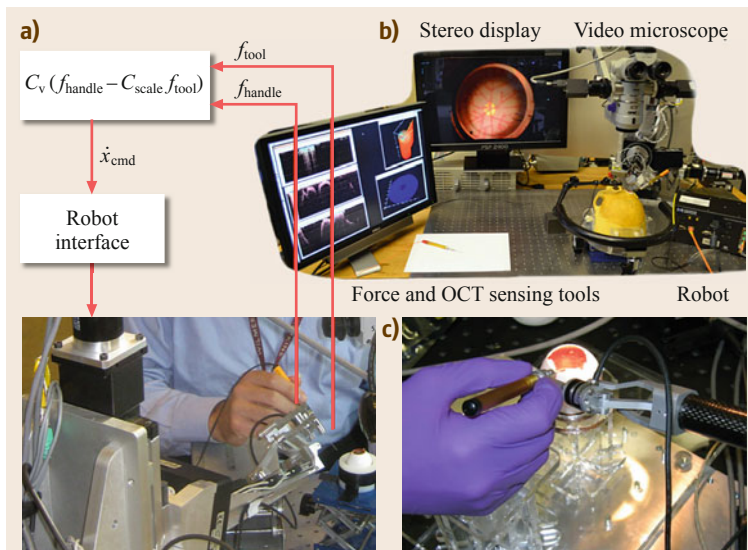 a)
f_tool
C_v ( f_handle – C_scale f_tool)
f_handle
ẋ_cmd
Robot
interface
b)
Stereo display
Video microscope
Force and OCT sensing tools
Robot
c)